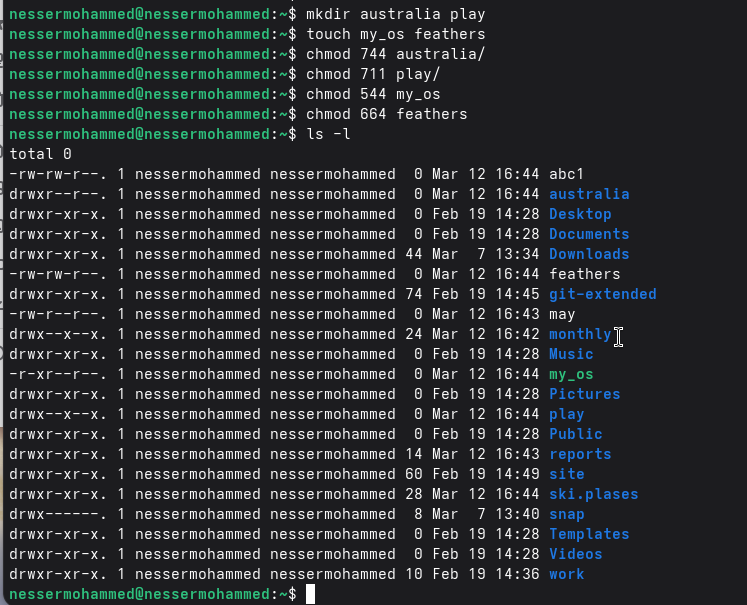 nessermohammed@nessermohammed:~$ mkdir australia play
nessermohammed@nessermohammed:~$ touch my_os feathers
nessermohammed@nessermohammed:~$ chmod 744 australia/
nessermohammed@nessermohammed:~$ chmod 711 play/
nessermohammed@nessermohammed:~$ chmod 544 my_os
nessermohammed@nessermohammed:~$ chmod 664 feathers
nessermohammed@nessermohammed:~$ ls -l
total 0
-rw-rw-r--. 1 nessermohammed nessermohammed  0 Mar 12 16:44 abc1
drwxr--r--. 1 nessermohammed nessermohammed  0 Mar 12 16:44 australia
drwxr-xr-x. 1 nessermohammed nessermohammed  0 Feb 19 14:28 Desktop
drwxr-xr-x. 1 nessermohammed nessermohammed  0 Feb 19 14:28 Documents
drwxr-xr-x. 1 nessermohammed nessermohammed 44 Mar  7 13:34 Downloads
-rw-rw-r--. 1 nessermohammed nessermohammed  0 Mar 12 16:44 feathers
drwxr-xr-x. 1 nessermohammed nessermohammed 74 Feb 19 14:45 git-extended
-rw-r--r--. 1 nessermohammed nessermohammed  0 Mar 12 16:43 may
drwx--x--x. 1 nessermohammed nessermohammed 24 Mar 12 16:42 monthly
drwxr-xr-x. 1 nessermohammed nessermohammed  0 Feb 19 14:28 Music
-r-xr--r--. 1 nessermohammed nessermohammed  0 Mar 12 16:44 my_os
drwxr-xr-x. 1 nessermohammed nessermohammed  0 Feb 19 14:28 Pictures
drwx--x--x. 1 nessermohammed nessermohammed  0 Mar 12 16:44 play
drwxr-xr-x. 1 nessermohammed nessermohammed  0 Feb 19 14:28 Public
drwxr-xr-x. 1 nessermohammed nessermohammed 14 Mar 12 16:43 reports
drwxr-xr-x. 1 nessermohammed nessermohammed 60 Feb 19 14:49 site
drwxr-xr-x. 1 nessermohammed nessermohammed 28 Mar 12 16:44 ski.plases
drwx------. 1 nessermohammed nessermohammed  8 Mar  7 13:40 snap
drwxr-xr-x. 1 nessermohammed nessermohammed  0 Feb 19 14:28 Templates
drwxr-xr-x. 1 nessermohammed nessermohammed  0 Feb 19 14:28 Videos
drwxr-xr-x. 1 nessermohammed nessermohammed 10 Feb 19 14:36 work
nessermohammed@nessermohammed:~$